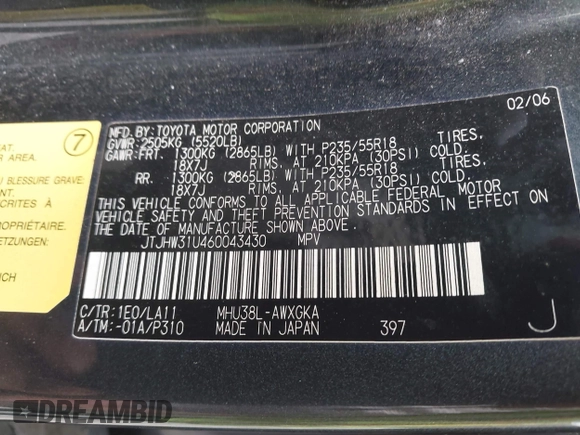 7
R AREA.
U BLESSURE GRAVE.
CRITES À
PROPRIÉTAIRE.
02/06
MFD. BY: TOYOTA MOTOR CORPORATION
GVWR: 2505KG (5520LB)
GAWR: FRT. 1300KG (2865LB) WITH P235/55R18 TIRES,
18X7J RIMS, AT 210KPA (30PSI) COLD.
RR. 1300KG (2865LB) WITH P235/55R18 TIRES,
18X7J RIMS, AT 210KPA (30PSI) COLD.
THIS VEHICLE CONFORMS TO ALL APPLICABLE FEDERAL MOTOR
VEHICLE SAFETY AND THEFT PREVENTION STANDARDS IN EFFECT ON
THE DATE OF MANUFACTURE SHOWN ABOVE.
JTJHW31U460043430 MPV
C/TR: 1E0/LA11 MHU38L-AWXGKA
A/TM: -01A/P310 MADE IN JAPAN 397 J
DREAMBID